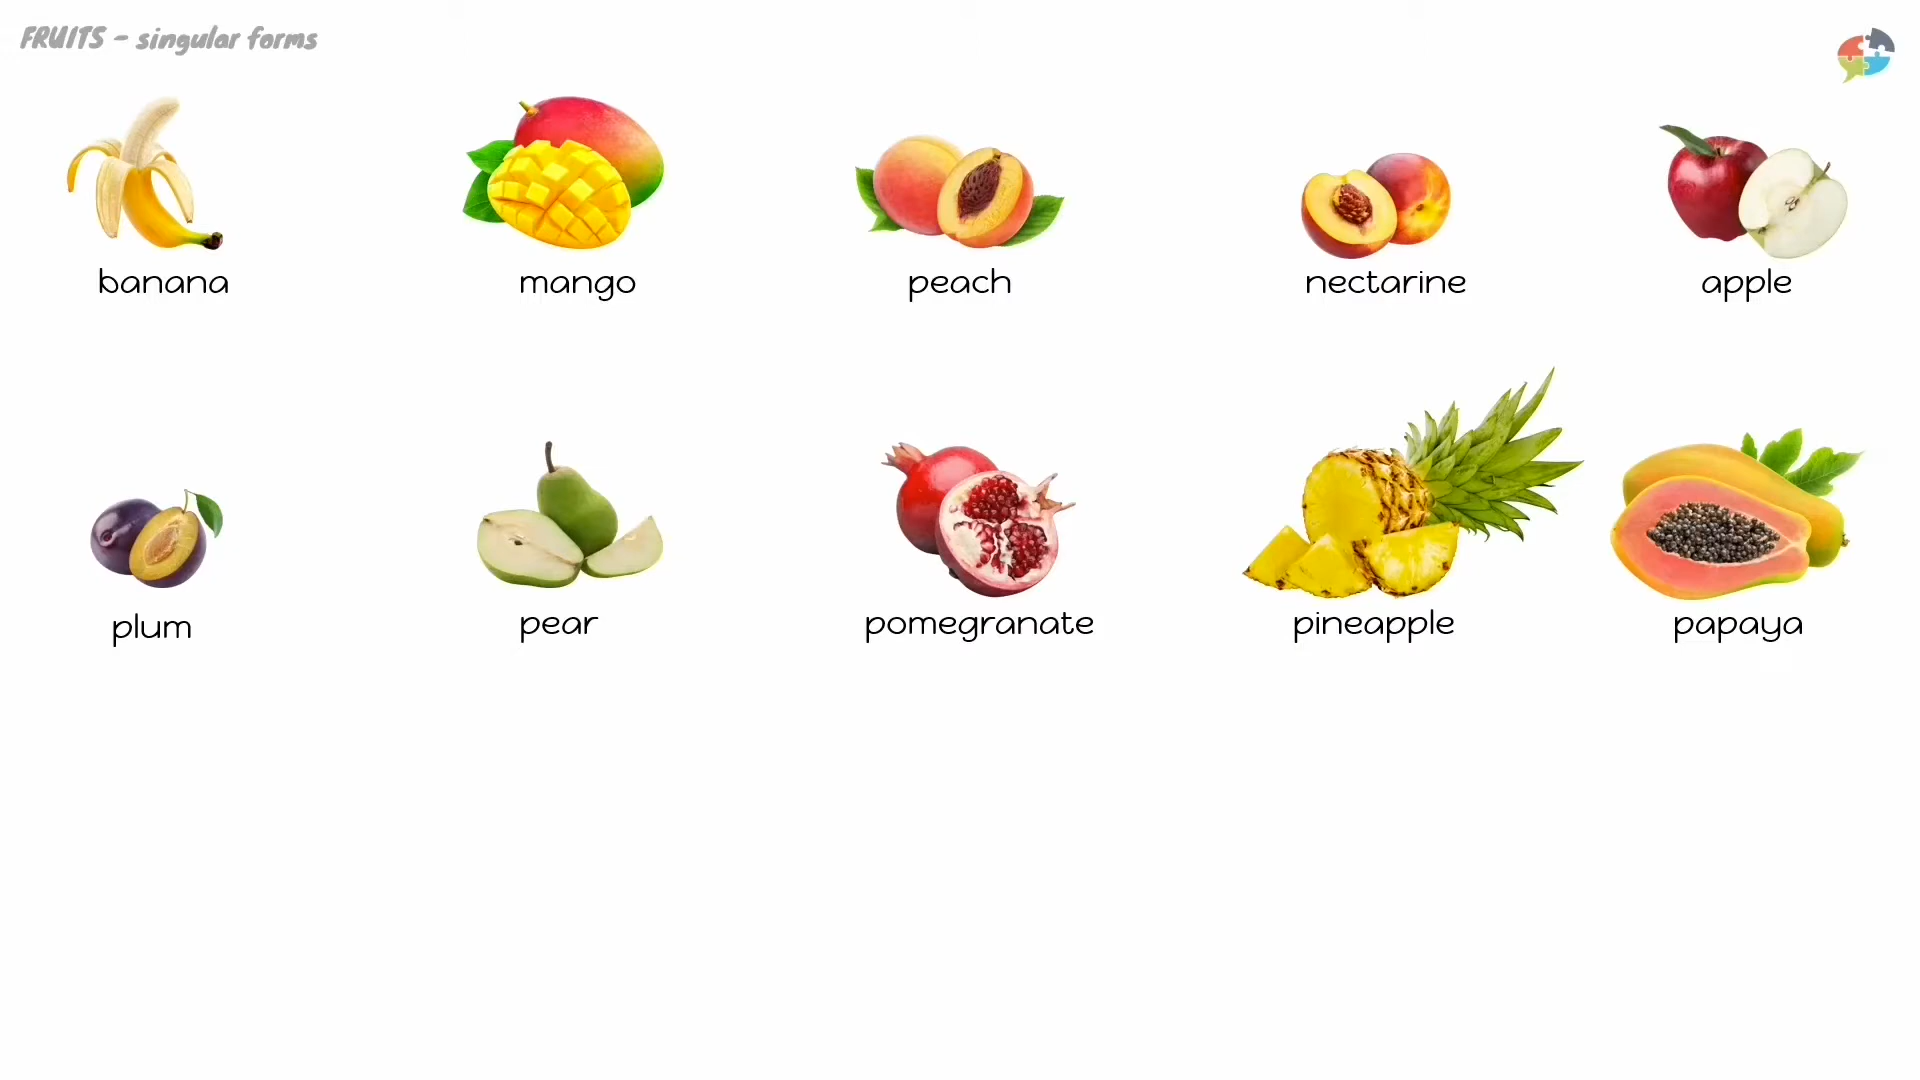 FRUITS - singular forms
banana
mango
peach
nectarine
apple
plum
pear
pomegranate
pineapple
papaya